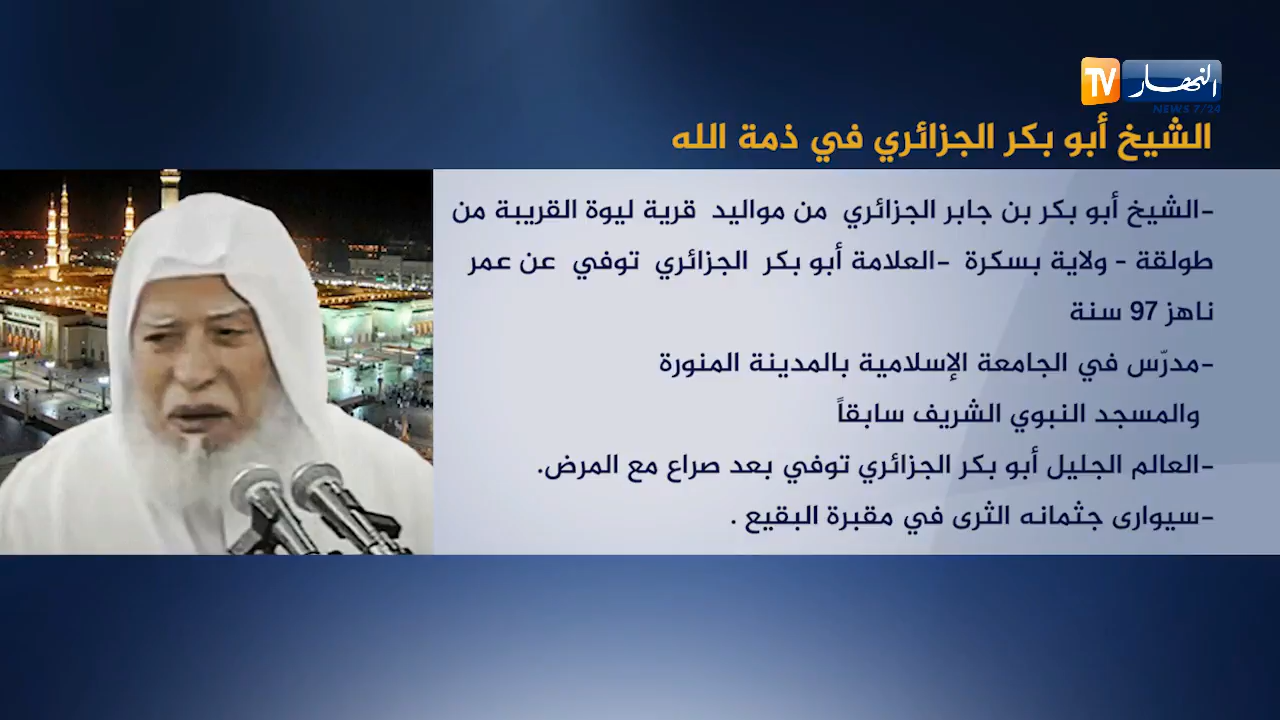 النهار TV
NEWS 7/24
الشيخ أبو بكر الجزائري في ذمة الله
-الشيخ أبو بكر بن جابر الجزائري من مواليد قرية ليوة القريبة من
طولقة - ولاية بسكرة -العلامة أبو بكر الجزائري توفي عن عمر
ناهز 97 سنة
-مدرّس في الجامعة الإسلامية بالمدينة المنورة
والمسجد النبوي الشريف سابقاً
-العالم الجليل أبو بكر الجزائري توفي بعد صراع مع المرض.
-سيوارى جثمانه الثرى في مقبرة البقيع .